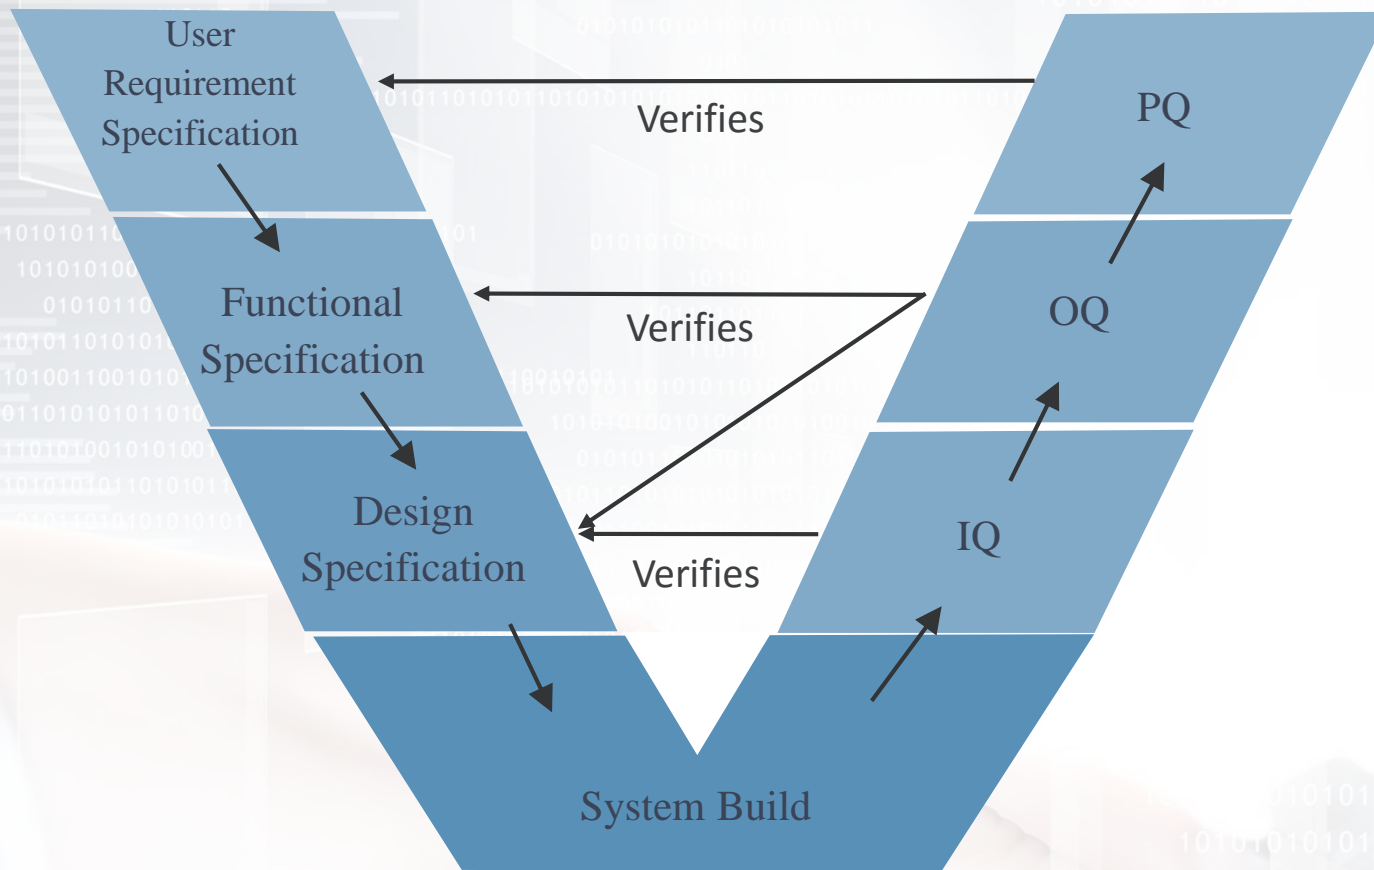 User
Requirement
Specification
Verifies
PQ
Functional
Specification
Verifies
OQ
Design
Specification
Verifies
IQ
System Build